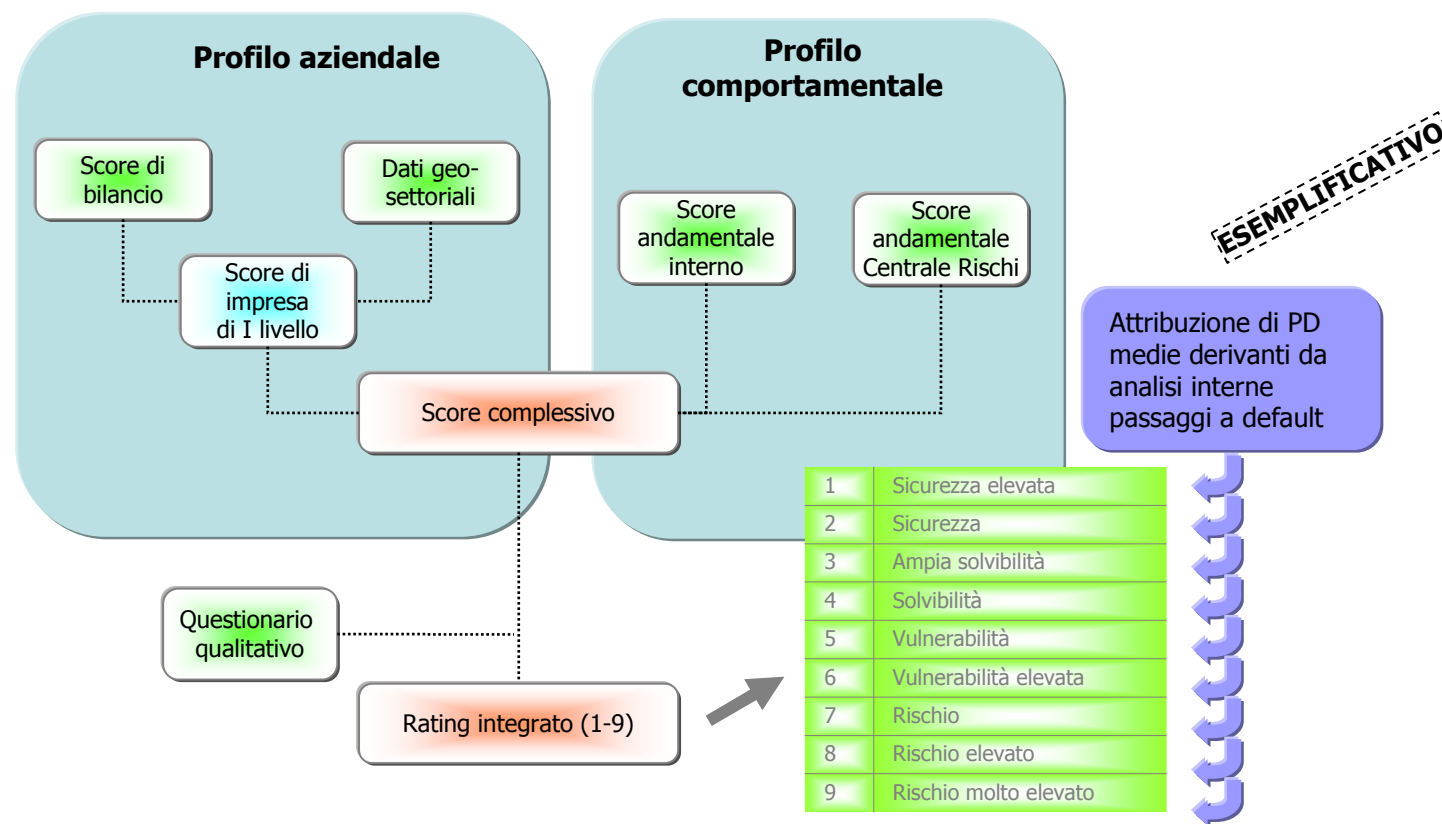 Profilo aziendale
Profilo
comportamentale
ESEMPLIFICATIVO
Score di
bilancio
Dati geo-
settoriali
Score
andamentale
interno
Score
andamentale
Centrale Rischi
Score di
impresa
di I livello
Attribuzione di PD
medie derivanti da
analisi interne
passaggi a default
Score complessivo
1 Sicurezza elevata
2 Sicurezza
3 Ampia solvibilità
4 Solvibilità
5 Vulnerabilità
6 Vulnerabilità elevata
7 Rischio
8 Rischio elevato
9 Rischio molto elevato
Questionario
qualitativo
Rating integrato (1-9)